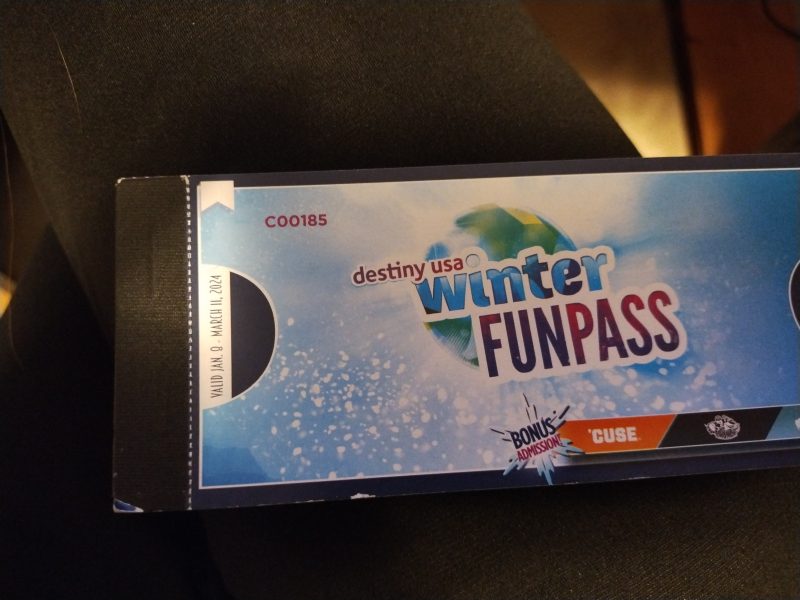 C00185
destiny usa
winter
FUNPASS
VALID JAN. 8 - MARCH 11, 2024
BONUS
ADMISSION!
'CUSE